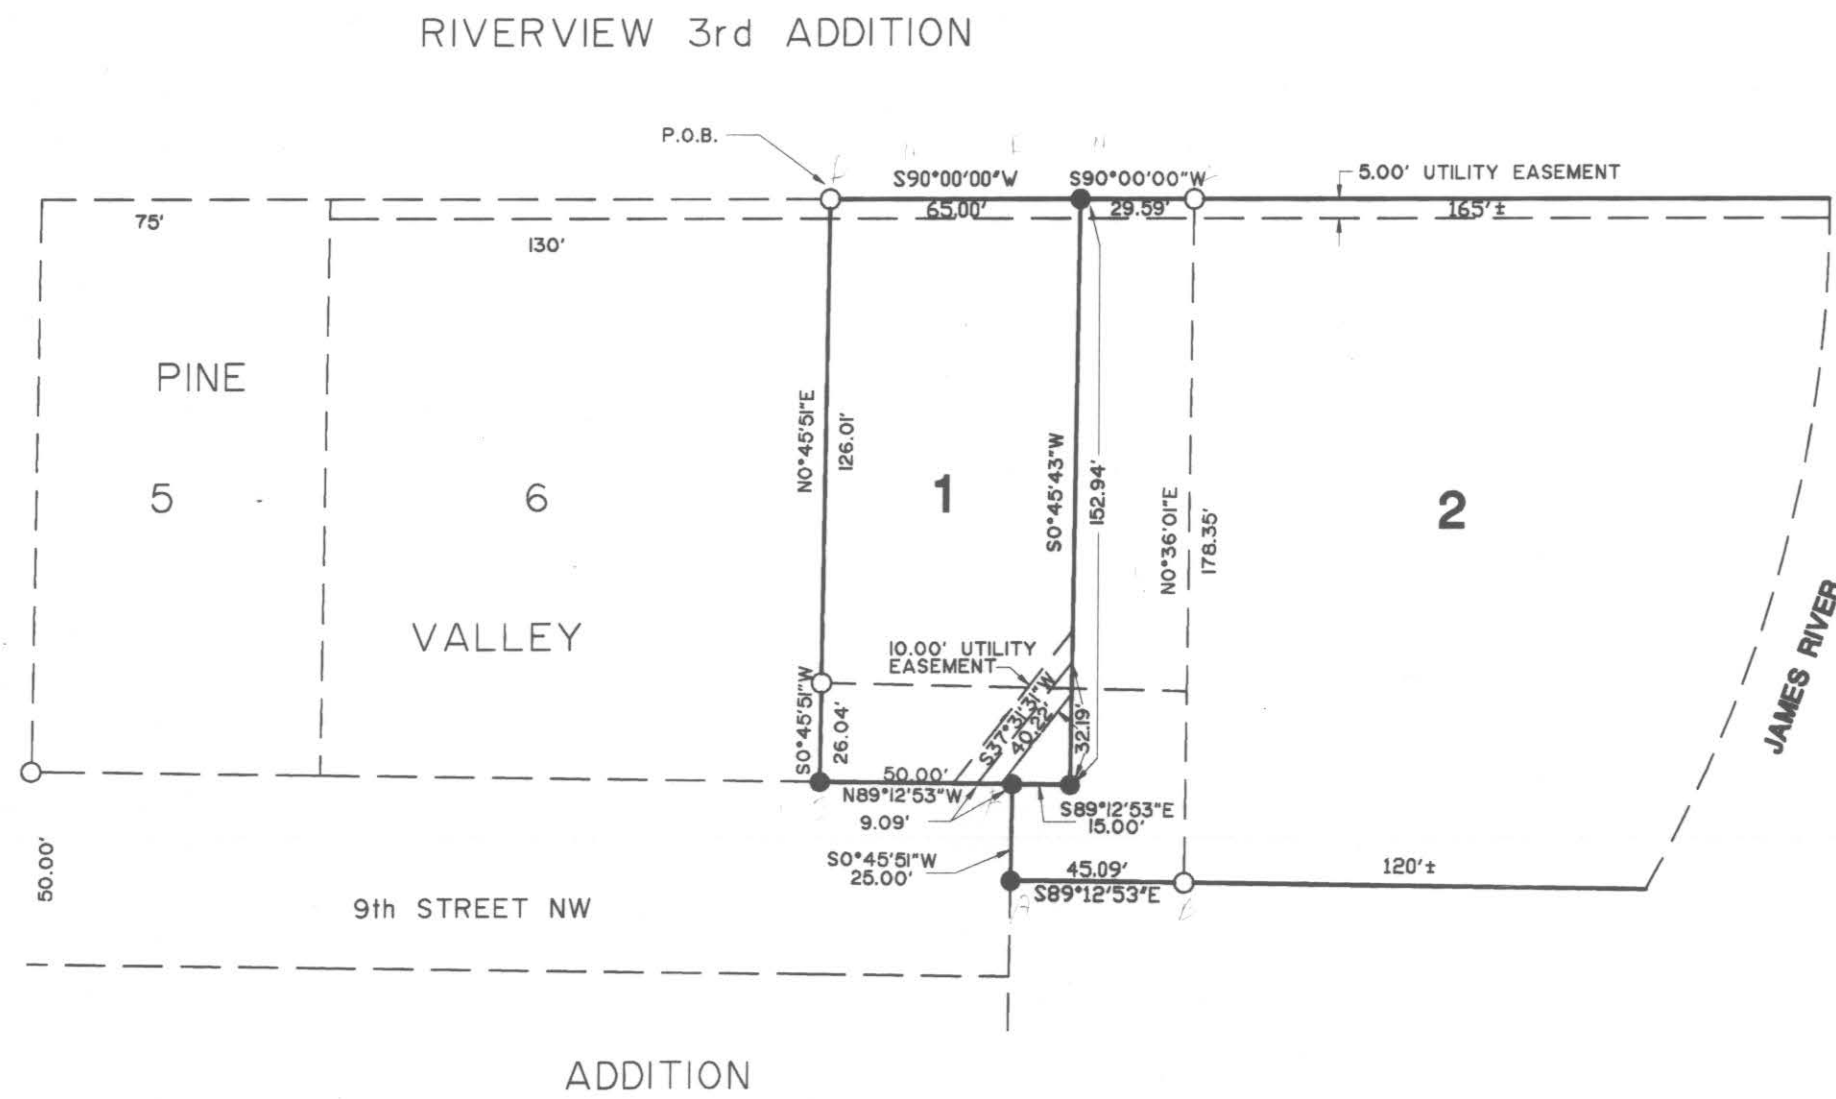 RIVERVIEW 3rd ADDITION
P.O.B.
S90°00'00"W
65.00'
S90°00'00"W
29.59'
5.00' UTILITY EASEMENT
165'±
75'
130'
PINE
5
6
VALLEY
N0°45'51"E
126.01'
1
S0°45'43"W
152.94'
N0°36'01"E
178.35'
2
JAMES RIVER
10.00' UTILITY
EASEMENT
S37°31'31"W
40.22'
32.19'
S0°45'51"W
26.04'
50.00'
N89°12'53"W
9.09'
S89°12'53"E
15.00'
S0°45'51"W
25.00'
45.09'
S89°12'53"E
120'±
50.00'
9th STREET NW
ADDITION